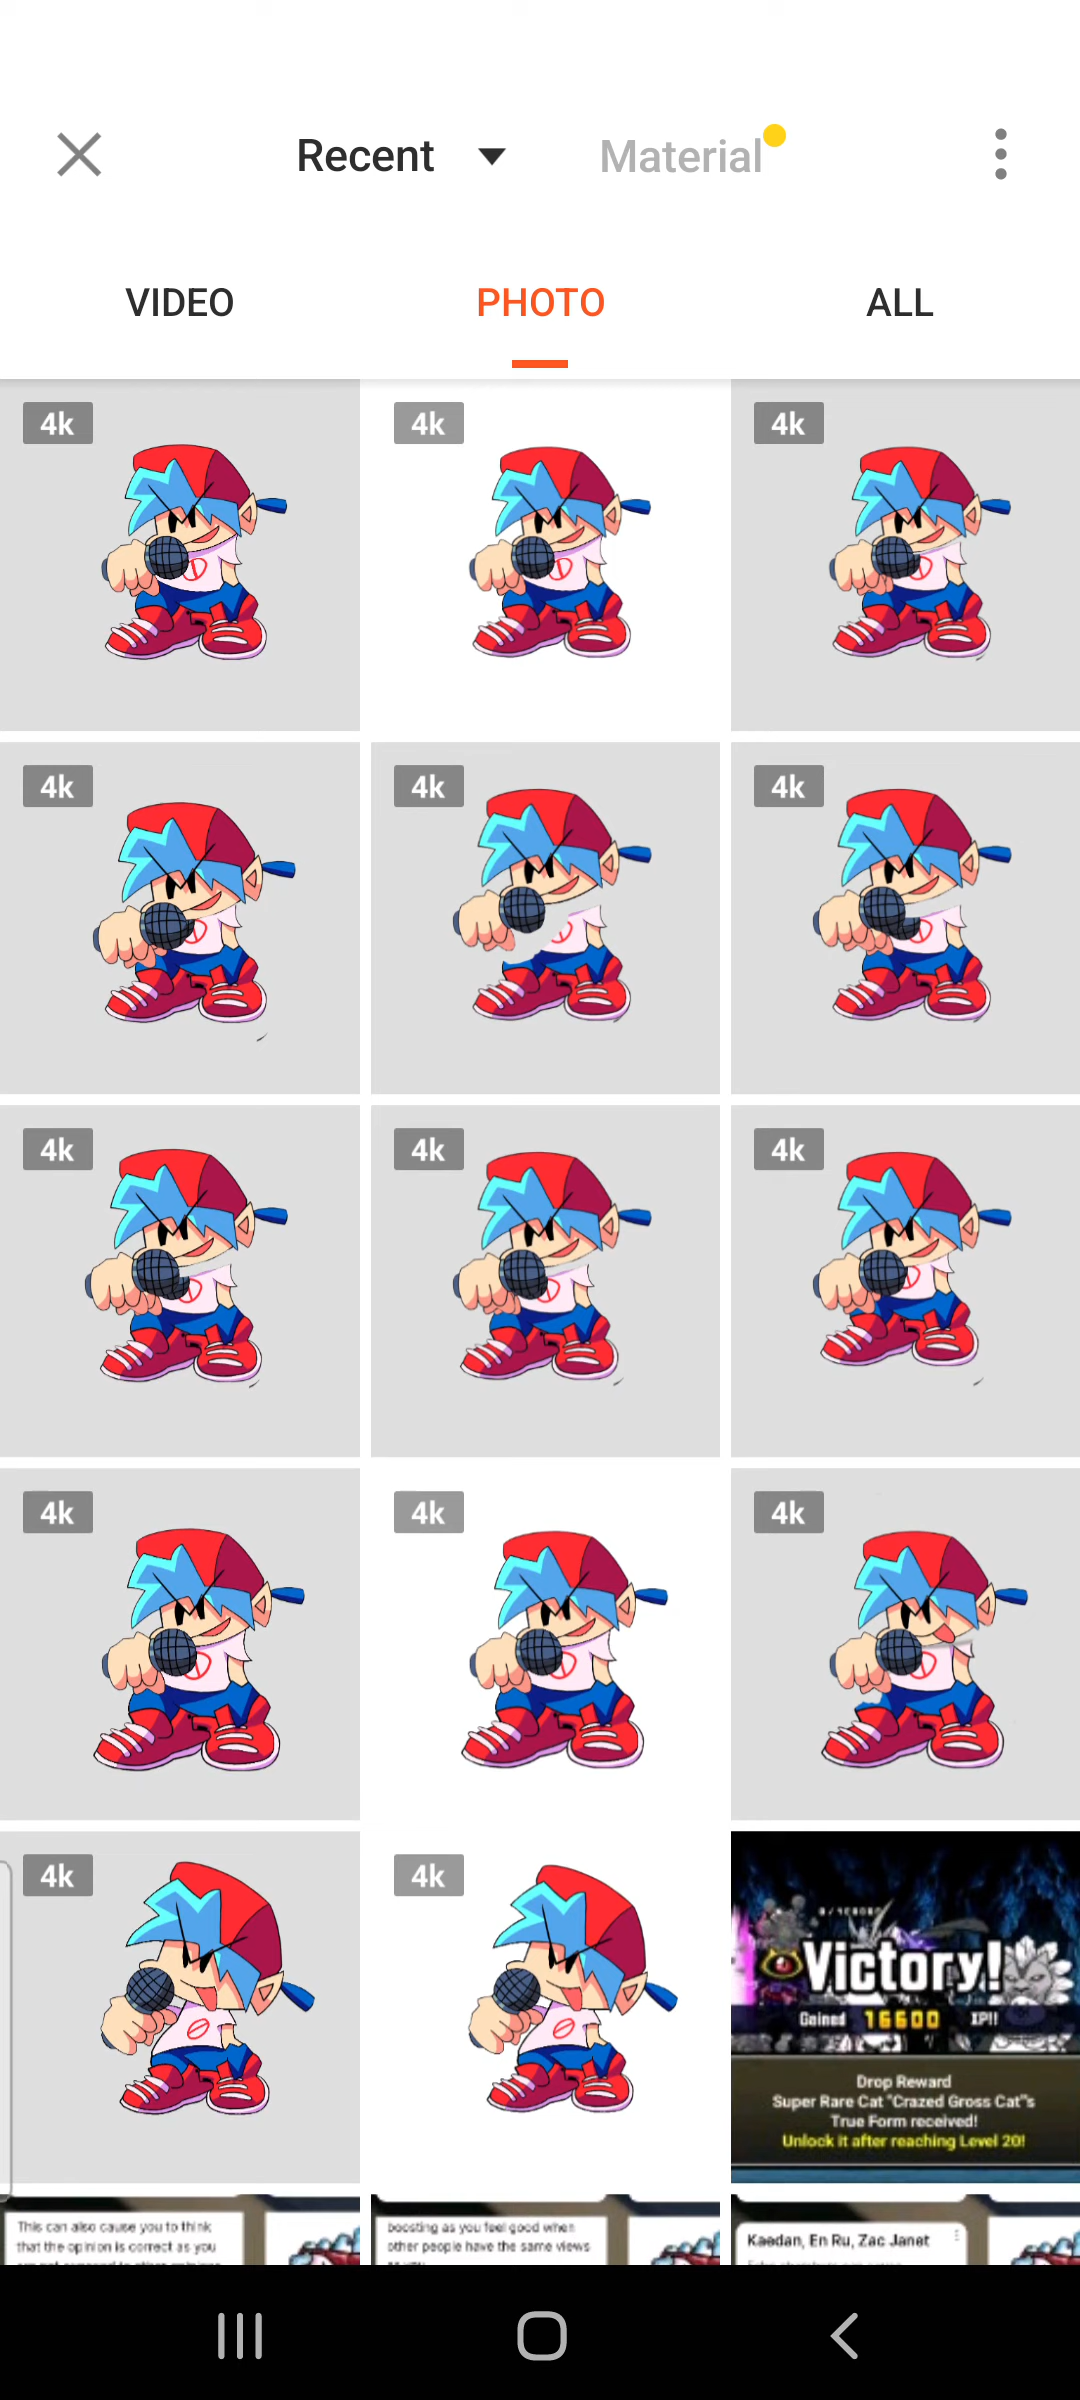 Recent Material
VIDEO PHOTO ALL
4k 4k 4k
4k 4k 4k
4k 4k 4k
4k 4k 4k
4k 4k
Victory!
Gained 16600 XP!!
Drop Reward
Super Rare Cat "Crazed Gross Cat"s
True Form received!
Unlock it after reaching Level 20!
This can also cause you to think
that the opinion is correct as you
boosting as you feel good when
other people have the same views
Kaedan, En Ru, Zac Janet